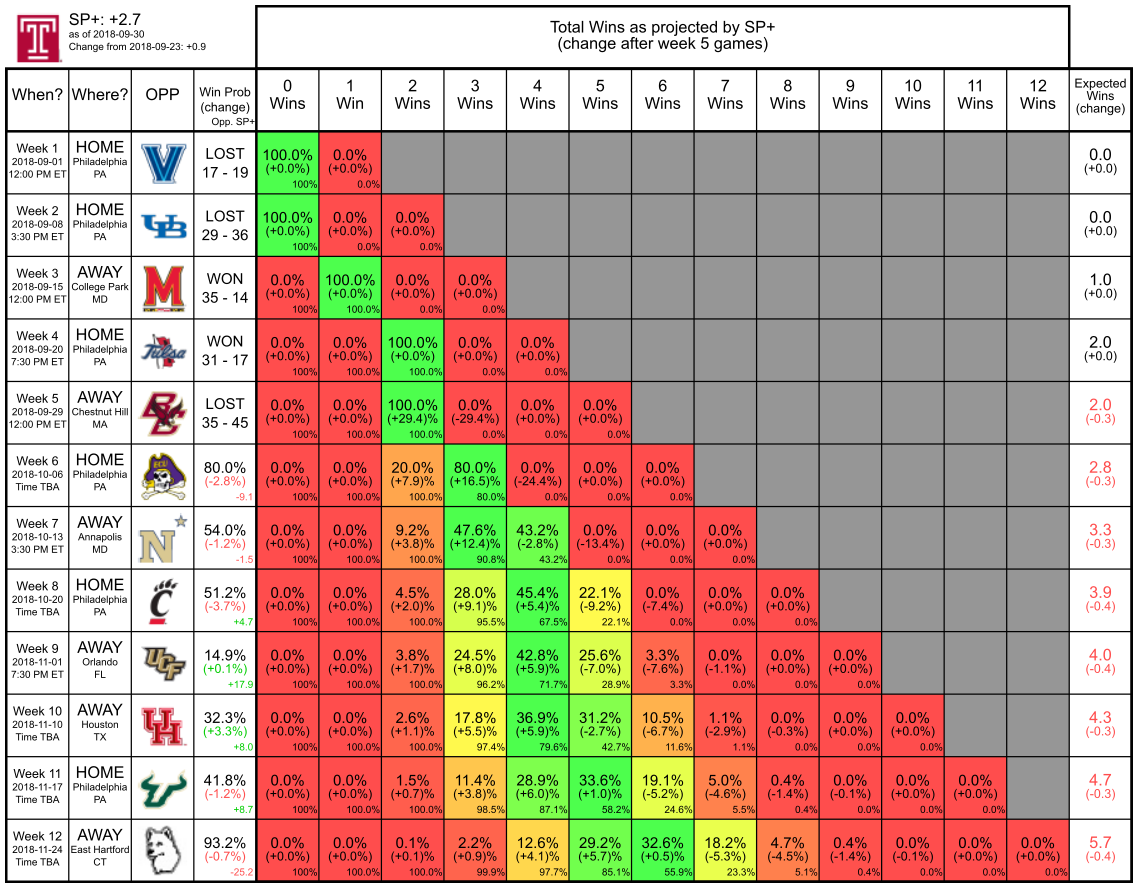 SP+: +2.7
as of 2018-09-30
Change from 2018-09-23: +0.9
Total Wins as projected by SP+
(change after week 5 games)
When? Where? OPP Win Prob (change) Opp. SP+ 0 Wins 1 Win 2 Wins 3 Wins 4 Wins 5 Wins 6 Wins 7 Wins 8 Wins 9 Wins 10 Wins 11 Wins 12 Wins Expected Wins (change)
Week 1 HOME LOST 100.0% 0.0% 0.0
2018-09-01 Philadelphia V (+0.0%) (+0.0%) (+0.0)
12:00 PM ET PA 17 - 19 100% 0.0%
Week 2 HOME LOST 100.0% 0.0% 0.0% 0.0
2018-09-08 Philadelphia UB (+0.0%) (+0.0%) (+0.0%) (+0.0)
3:30 PM ET PA 29 - 36 100% 0.0% 0.0%
Week 3 AWAY WON 0.0% 100.0% 0.0% 0.0% 1.0
2018-09-15 College Park M (+0.0%) (+0.0%) (+0.0%) (+0.0%) (+0.0)
12:00 PM ET MD 35 - 14 100% 100.0% 0.0% 0.0%
Week 4 HOME WON 0.0% 0.0% 100.0% 0.0% 0.0% 2.0
2018-09-20 Philadelphia Tulsa (+0.0%) (+0.0%) (+0.0%) (+0.0%) (+0.0%) (+0.0)
7:30 PM ET PA 31 - 17 100% 100.0% 100.0% 0.0% 0.0%
Week 5 AWAY LOST 0.0% 0.0% 100.0% 0.0% 0.0% 0.0% 2.0
2018-09-29 Chestnut Hill BC (+0.0%) (+0.0%) (+29.4)% (-29.4%) (+0.0%) (+0.0%) (-0.3)
12:00 PM ET MA 35 - 45 100% 100.0% 100.0% 0.0% 0.0% 0.0%
Week 6 HOME 80.0% 0.0% 0.0% 20.0% 80.0% 0.0% 0.0% 0.0% 2.8
2018-10-06 Philadelphia ECU (-2.8%) (+0.0%) (+0.0%) (+7.9)% (+16.5)% (-24.4%) (+0.0%) (+0.0%) (-0.3)
Time TBA PA -9.1 100% 100.0% 100.0% 80.0% 0.0% 0.0% 0.0%
Week 7 AWAY 54.0% 0.0% 0.0% 9.2% 47.6% 43.2% 0.0% 0.0% 0.0% 3.3
2018-10-13 Annapolis N (-1.2%) (+0.0%) (+0.0%) (+3.8)% (+12.4)% (-2.8%) (-13.4%) (+0.0%) (+0.0%) (-0.3)
3:30 PM ET MD -1.5 100% 100.0% 100.0% 90.8% 43.2% 0.0% 0.0% 0.0%
Week 8 HOME 51.2% 0.0% 0.0% 4.5% 28.0% 45.4% 22.1% 0.0% 0.0% 0.0% 3.9
2018-10-20 Philadelphia C (-3.7%) (+0.0%) (+0.0%) (+2.0)% (+9.1)% (+5.4)% (-9.2%) (-7.4%) (+0.0%) (+0.0%) (-0.4)
Time TBA PA +4.7 100% 100.0% 100.0% 95.5% 67.5% 22.1% 0.0% 0.0% 0.0%
Week 9 AWAY 14.9% 0.0% 0.0% 3.8% 24.5% 42.8% 25.6% 3.3% 0.0% 0.0% 0.0% 4.0
2018-11-01 Orlando UCF (+0.1%) (+0.0%) (+0.0%) (+1.7)% (+8.0)% (+5.9)% (-7.0%) (-7.6%) (-1.1%) (+0.0%) (+0.0%) (-0.4)
7:30 PM ET FL +17.9 100% 100.0% 100.0% 96.2% 71.7% 28.9% 3.3% 0.0% 0.0% 0.0%
Week 10 AWAY 32.3% 0.0% 0.0% 2.6% 17.8% 36.9% 31.2% 10.5% 1.1% 0.0% 0.0% 0.0% 4.3
2018-11-10 Houston UH (+3.3%) (+0.0%) (+0.0%) (+1.1)% (+5.5)% (+5.9)% (-2.7%) (-6.7%) (-2.9%) (-0.3%) (+0.0%) (+0.0%) (-0.3)
Time TBA TX +8.0 100% 100.0% 100.0% 97.4% 79.6% 42.7% 11.6% 1.1% 0.0% 0.0% 0.0%
Week 11 HOME 41.8% 0.0% 0.0% 1.5% 11.4% 28.9% 33.6% 19.1% 5.0% 0.4% 0.0% 0.0% 0.0% 4.7
2018-11-17 Philadelphia (-1.2%) (+0.0%) (+0.0%) (+0.7)% (+3.8)% (+6.0)% (+1.0)% (-5.2%) (-4.6%) (-1.4%) (-0.1%) (+0.0%) (+0.0%) (-0.3)
Time TBA PA +8.7 100% 100.0% 100.0% 98.5% 87.1% 58.2% 24.6% 5.5% 0.4% 0.0% 0.0% 0.0%
Week 12 AWAY 93.2% 0.0% 0.0% 0.1% 2.2% 12.6% 29.2% 32.6% 18.2% 4.7% 0.4% 0.0% 0.0% 0.0% 5.7
2018-11-24 East Hartford (-0.7%) (+0.0%) (+0.0%) (+0.1)% (+0.9)% (+4.1)% (+5.7)% (+0.5)% (-5.3%) (-4.5%) (-1.4%) (-0.1%) (+0.0%) (+0.0%) (-0.4)
Time TBA CT -25.2 100% 100.0% 100.0% 99.9% 97.7% 85.1% 55.9% 23.3% 5.1% 0.4% 0.0% 0.0% 0.0%